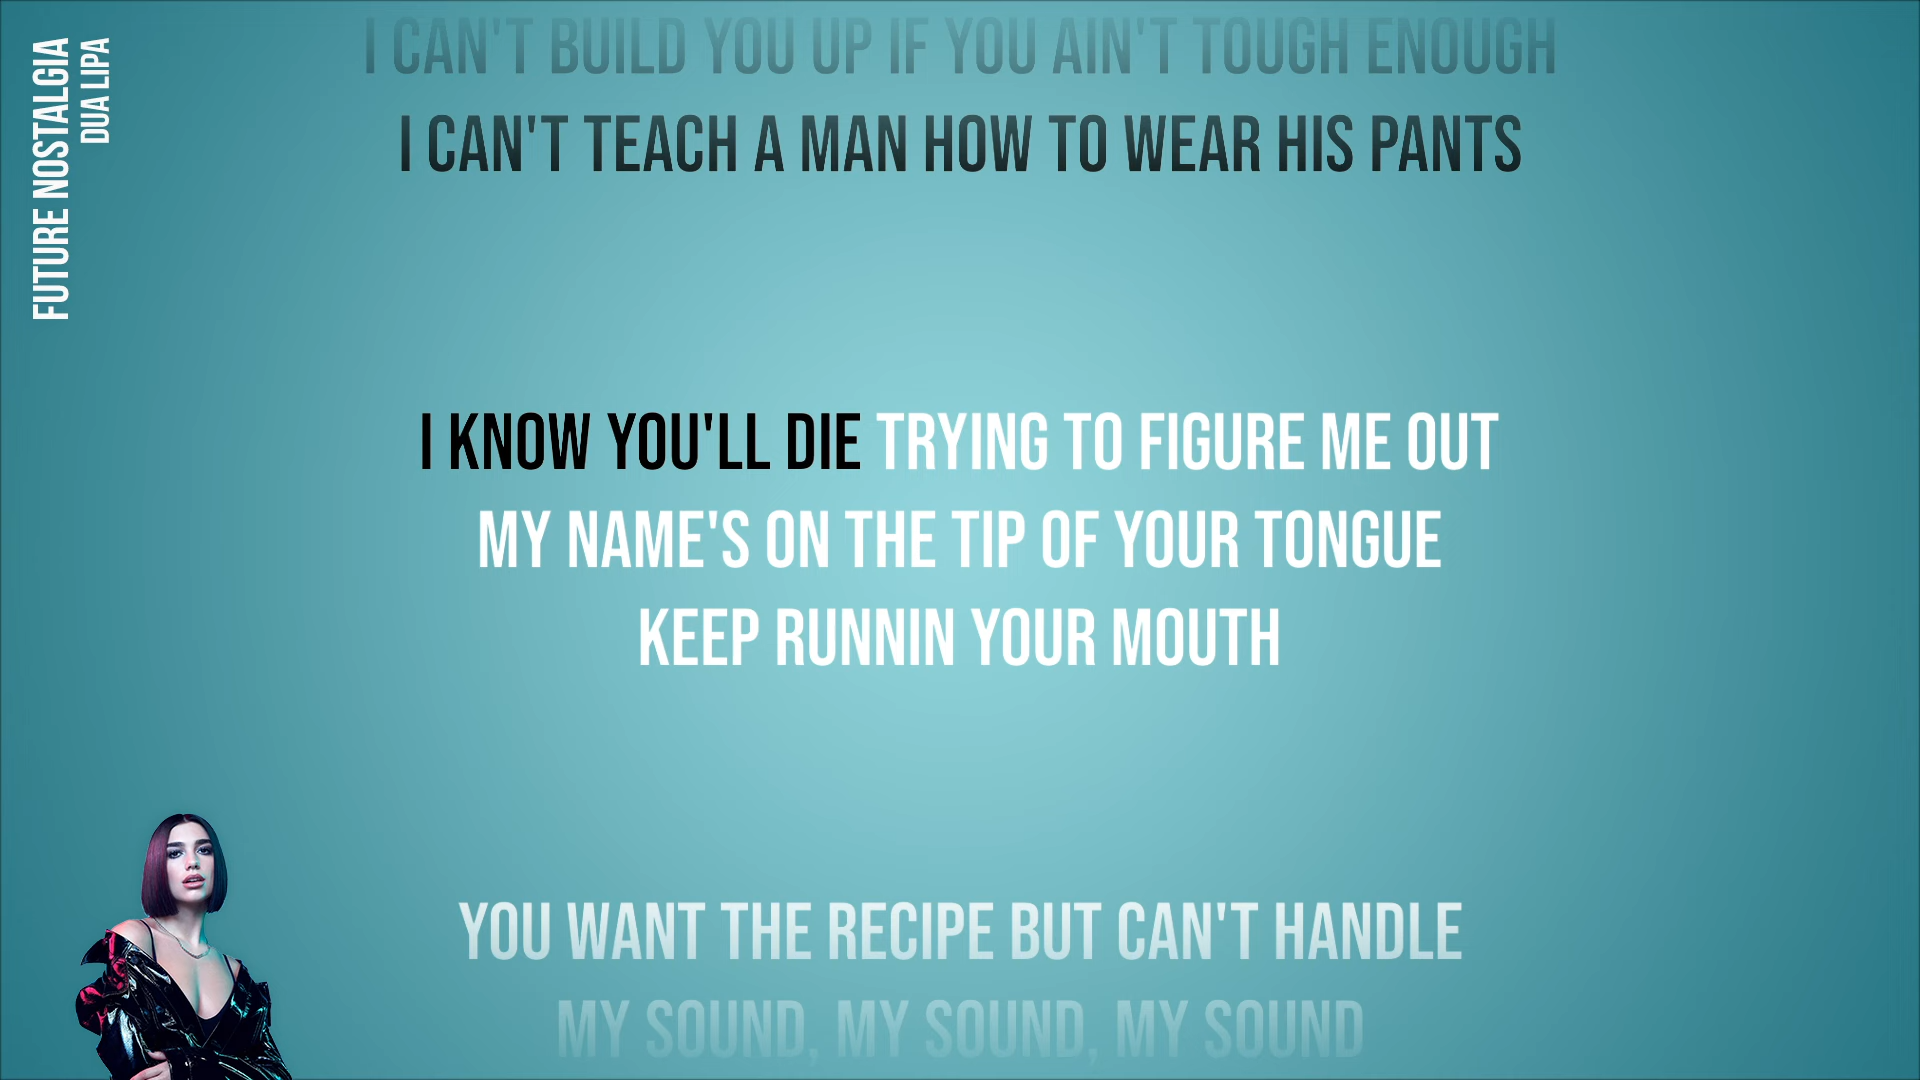 FUTURE NOSTALGIA
DUA LIPA
I CAN'T BUILD YOU UP IF YOU AIN'T TOUGH ENOUGH
I CAN'T TEACH A MAN HOW TO WEAR HIS PANTS
I KNOW YOU'LL DIE TRYING TO FIGURE ME OUT
MY NAME'S ON THE TIP OF YOUR TONGUE
KEEP RUNNIN YOUR MOUTH
YOU WANT THE RECIPE BUT CAN'T HANDLE
MY SOUND, MY SOUND, MY SOUND